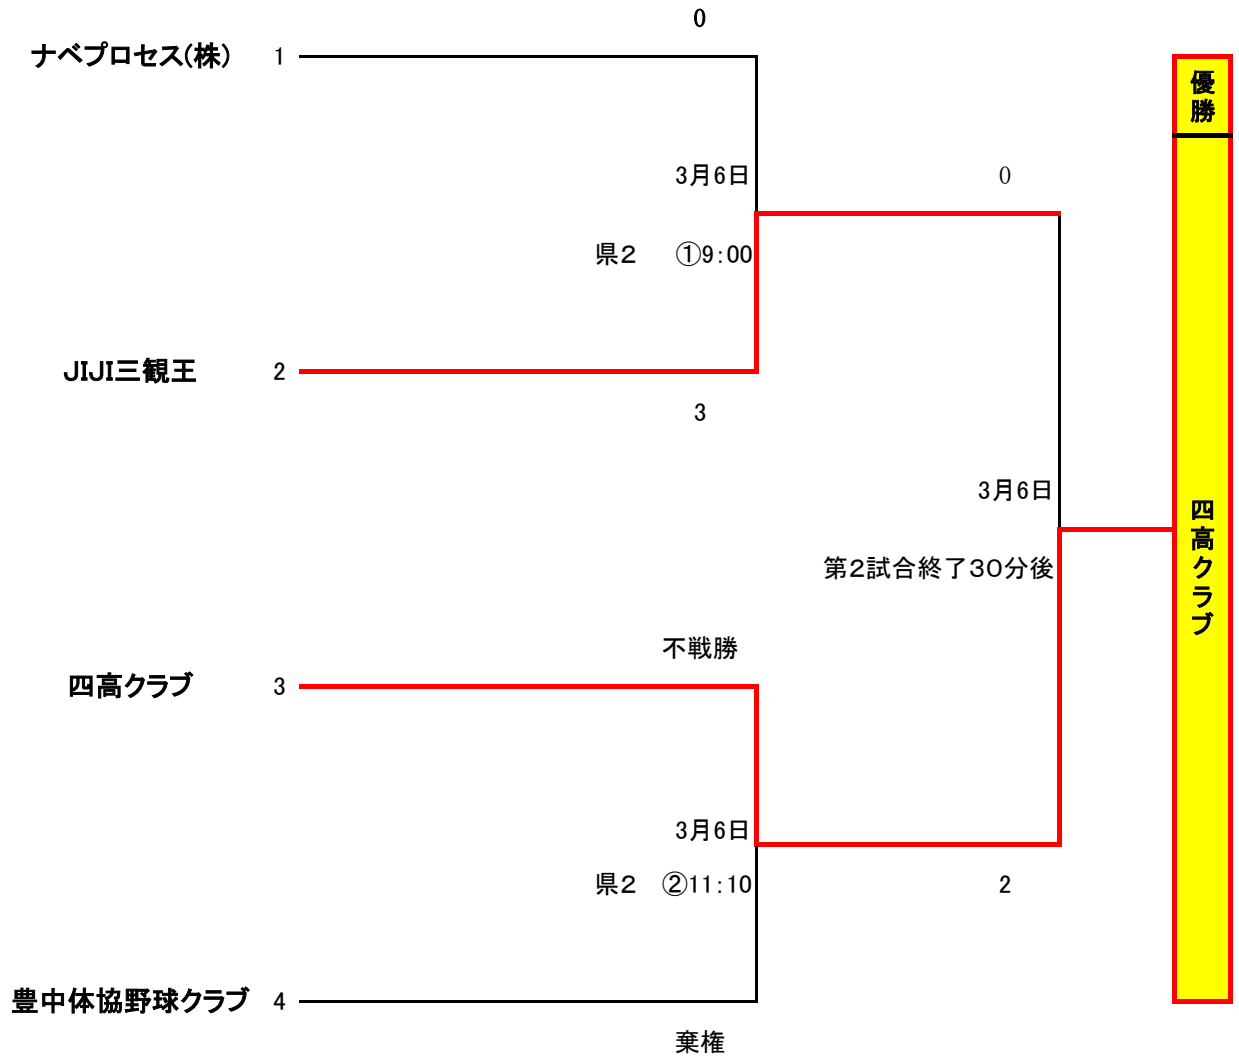 0
ナベプロセス(株) 1
優勝
3月6日
0
県2 ①9:00
JIJI三観王 2
3
3月6日
四高クラブ
第2試合終了30分後
不戦勝
四高クラブ 3
3月6日
県2 ②11:10
2
豊中体協野球クラブ 4
棄権